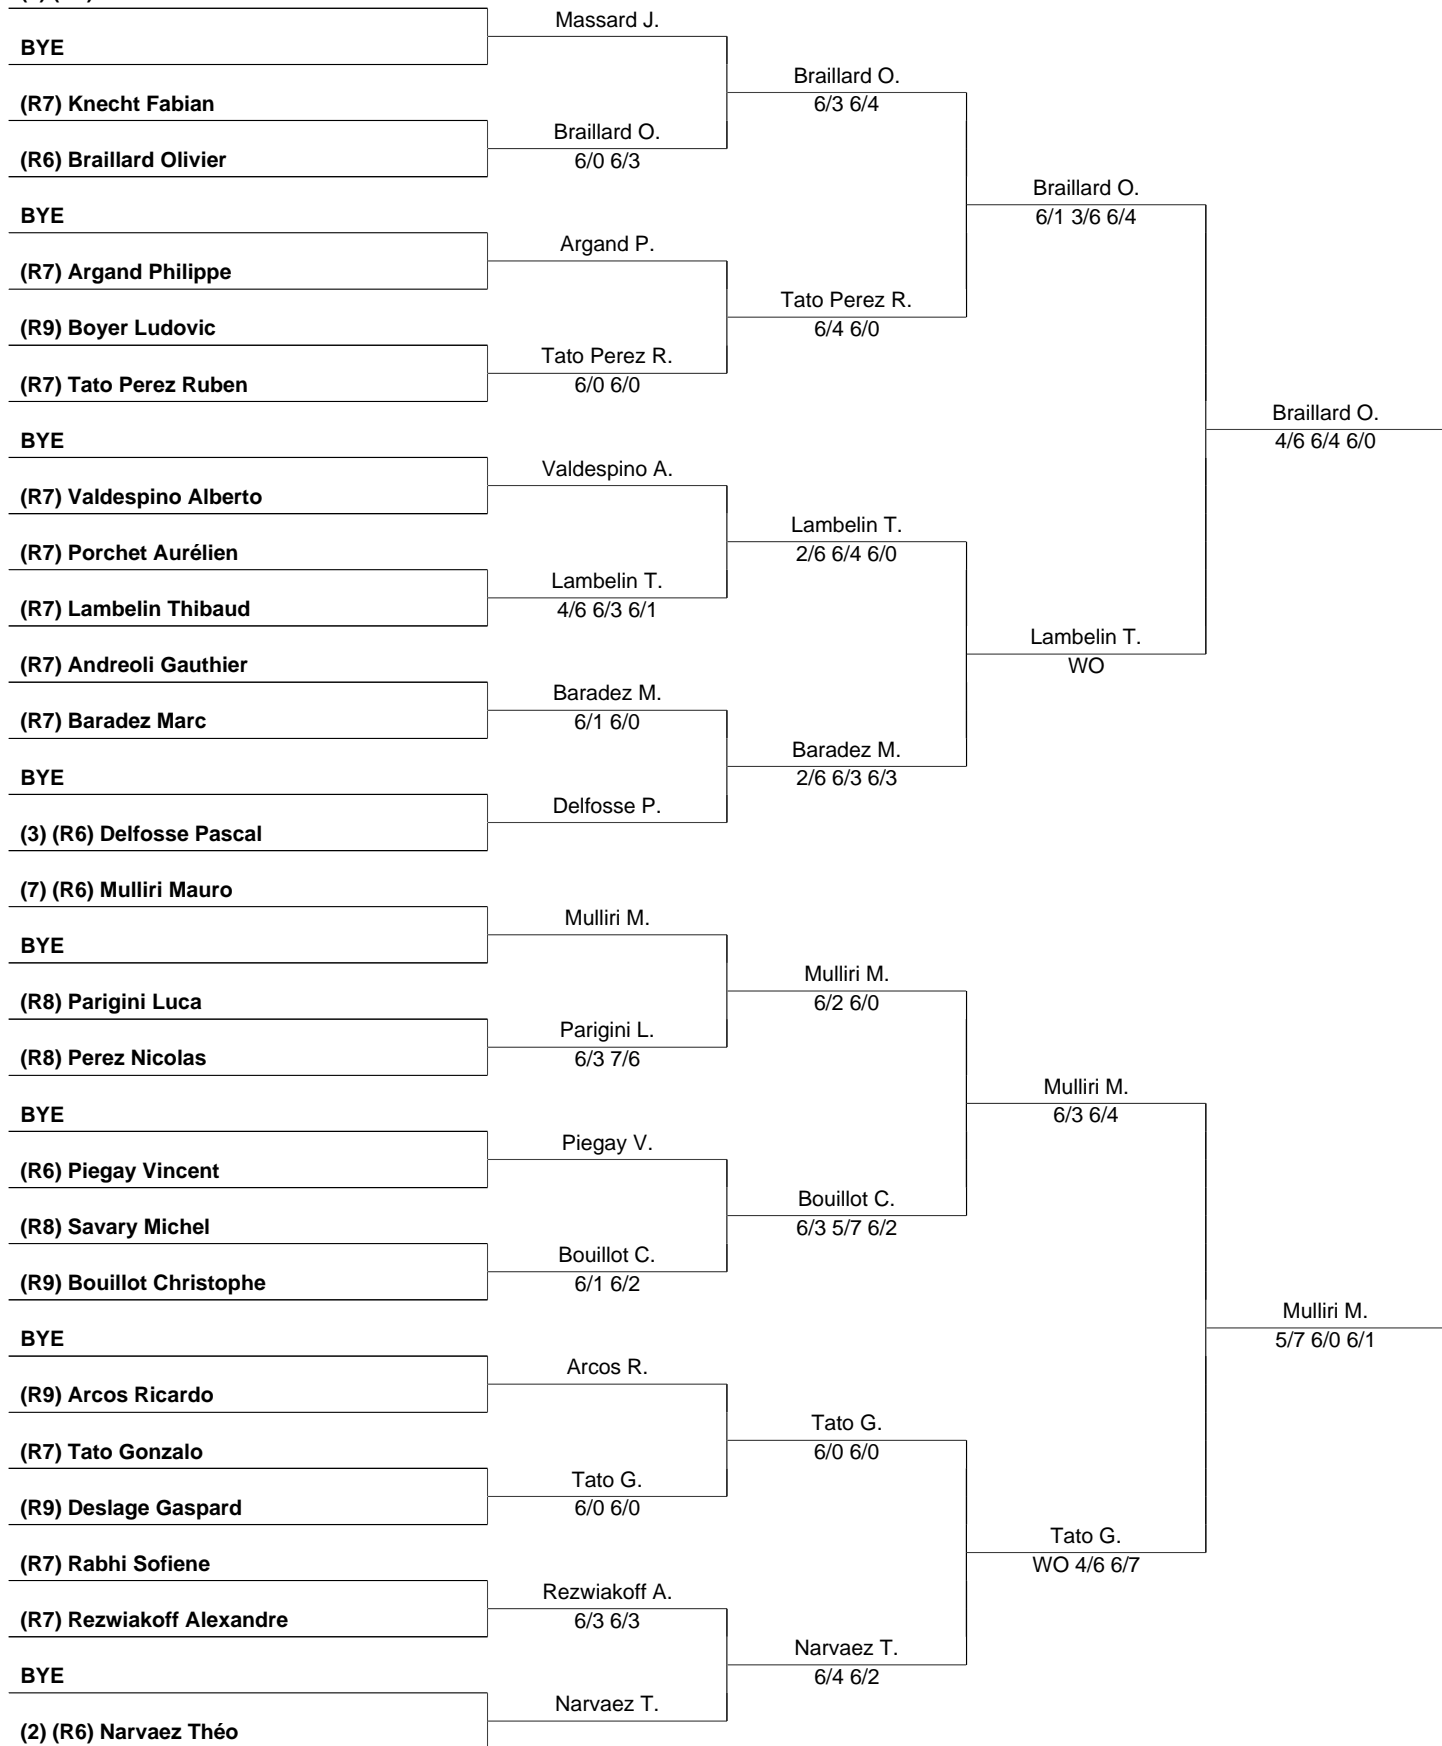 BYE
(R7) Knecht Fabian
(R6) Braillard Olivier
BYE
(R7) Argand Philippe
(R9) Boyer Ludovic
(R7) Tato Perez Ruben
BYE
(R7) Valdespino Alberto
(R7) Porchet Aurélien
(R7) Lambelin Thibaud
(R7) Andreoli Gauthier
(R7) Baradez Marc
BYE
(3) (R6) Delfosse Pascal
(7) (R6) Mulliri Mauro
BYE
(R8) Parigini Luca
(R8) Perez Nicolas
BYE
(R6) Piegay Vincent
(R8) Savary Michel
(R9) Bouillot Christophe
BYE
(R9) Arcos Ricardo
(R7) Tato Gonzalo
(R9) Deslage Gaspard
(R7) Rabhi Sofiene
(R7) Rezwiakoff Alexandre
BYE
(2) (R6) Narvaez Théo
Massard J.
Braillard O.
6/0 6/3
Argand P.
Tato Perez R.
6/0 6/0
Valdespino A.
Lambelin T.
4/6 6/3 6/1
Baradez M.
6/1 6/0
Delfosse P.
Mulliri M.
Parigini L.
6/3 7/6
Piegay V.
Bouillot C.
6/1 6/2
Arcos R.
Tato G.
6/0 6/0
Rezwiakoff A.
6/3 6/3
Narvaez T.
Braillard O.
6/3 6/4
Tato Perez R.
6/4 6/0
Lambelin T.
2/6 6/4 6/0
Baradez M.
2/6 6/3 6/3
Mulliri M.
6/2 6/0
Bouillot C.
6/3 5/7 6/2
Tato G.
6/0 6/0
Narvaez T.
6/4 6/2
Braillard O.
6/1 3/6 6/4
Lambelin T.
WO
Mulliri M.
6/3 6/4
Tato G.
WO 4/6 6/7
Braillard O.
4/6 6/4 6/0
Mulliri M.
5/7 6/0 6/1